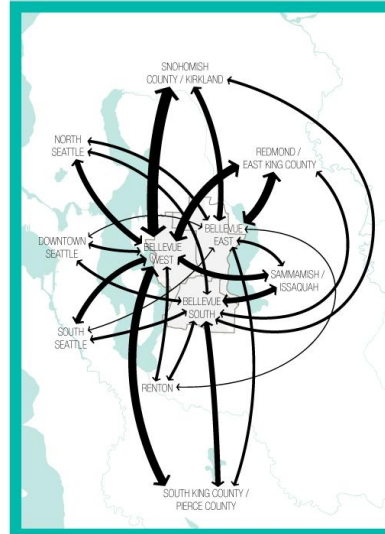 SNOHOMISH
COUNTY / KIRKLAND
NORTH
SEATTLE
REDMOND /
EAST KING COUNTY
BELLEVUE
EAST
DOWNTOWN
SEATTLE
BELLEVUE
WEST
SAMMAMISH /
ISSAQUAH
BELLEVUE
SOUTH
SOUTH
SEATTLE
RENTON
SOUTH KING COUNTY /
PIERCE COUNTY